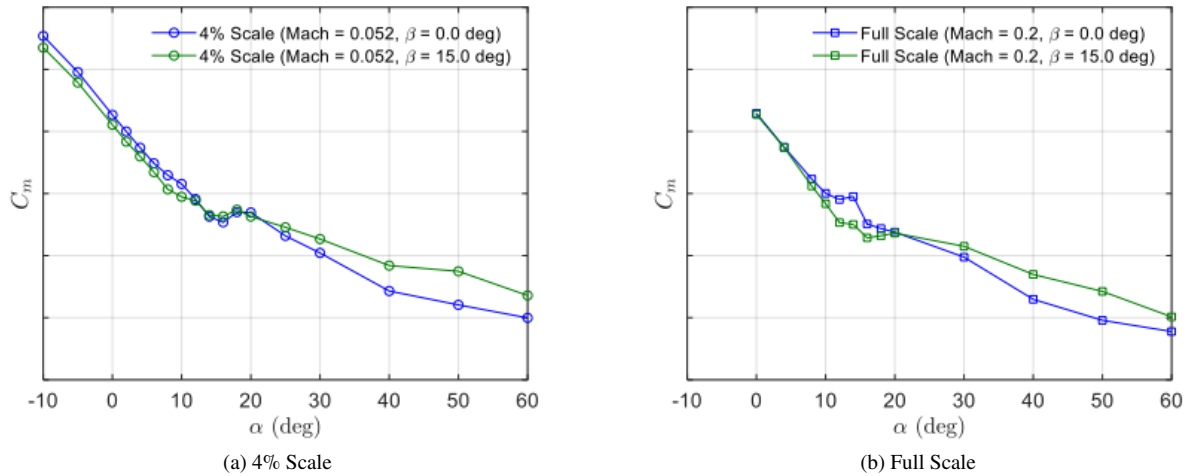 4% Scale (Mach = 0.052, β = 0.0 deg)
4% Scale (Mach = 0.052, β = 15.0 deg)
C_m
-10 0 10 20 30 40 50 60
α (deg)
(a) 4% Scale
Full Scale (Mach = 0.2, β = 0.0 deg)
Full Scale (Mach = 0.2, β = 15.0 deg)
C_m
-10 0 10 20 30 40 50 60
α (deg)
(b) Full Scale